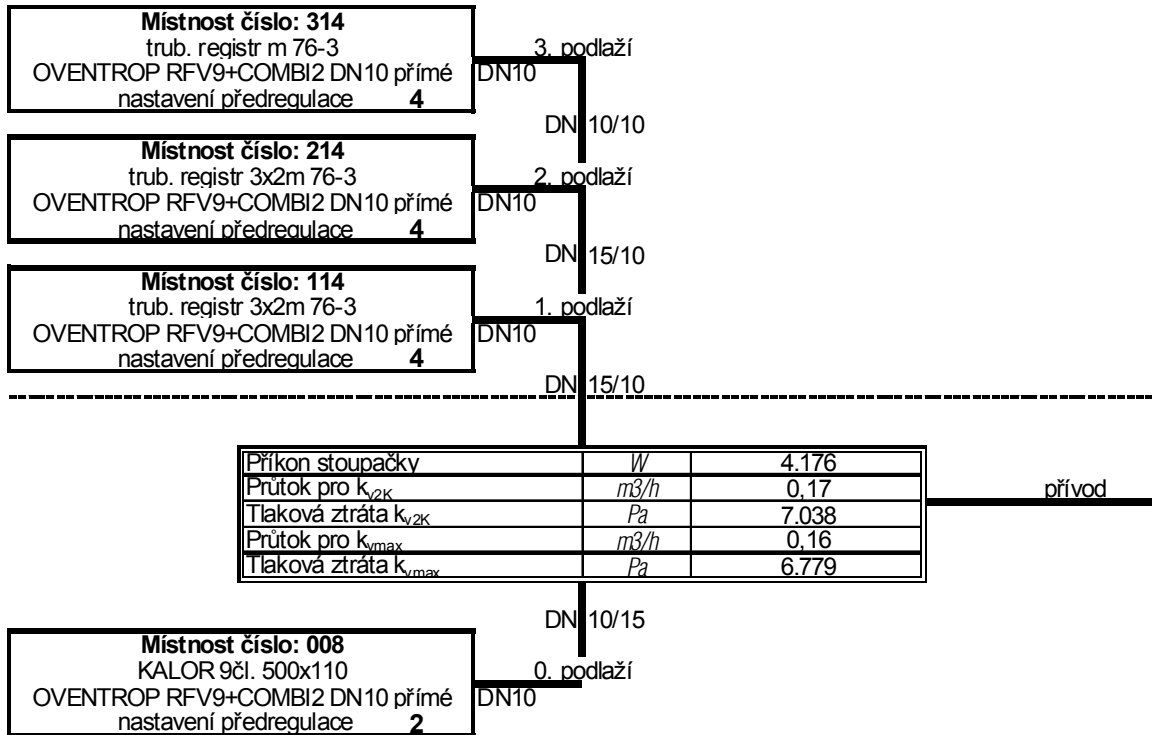 Místnost číslo: 314
trub. registr m 76-3
OVENTROP RFV9+COMBI2 DN10 přímé
nastavení předregulace 4
3. podlaží
DN10
DN 10/10
Místnost číslo: 214
trub. registr 3x2m 76-3
OVENTROP RFV9+COMBI2 DN10 přímé
nastavení předregulace 4
2. podlaží
DN10
DN 15/10
Místnost číslo: 114
trub. registr 3x2m 76-3
OVENTROP RFV9+COMBI2 DN10 přímé
nastavení předregulace 4
1. podlaží
DN10
DN 15/10
Příkon stoupačky W 4.176
Průtok pro kv2K m3/h 0,17
Tlaková ztráta kv2K Pa 7.038
Průtok pro kvmax m3/h 0,16
Tlaková ztráta kvmax Pa 6.779
přívod
DN 10/15
Místnost číslo: 008
KALOR 9čl. 500x110
OVENTROP RFV9+COMBI2 DN10 přímé
nastavení předregulace 2
0. podlaží
DN10